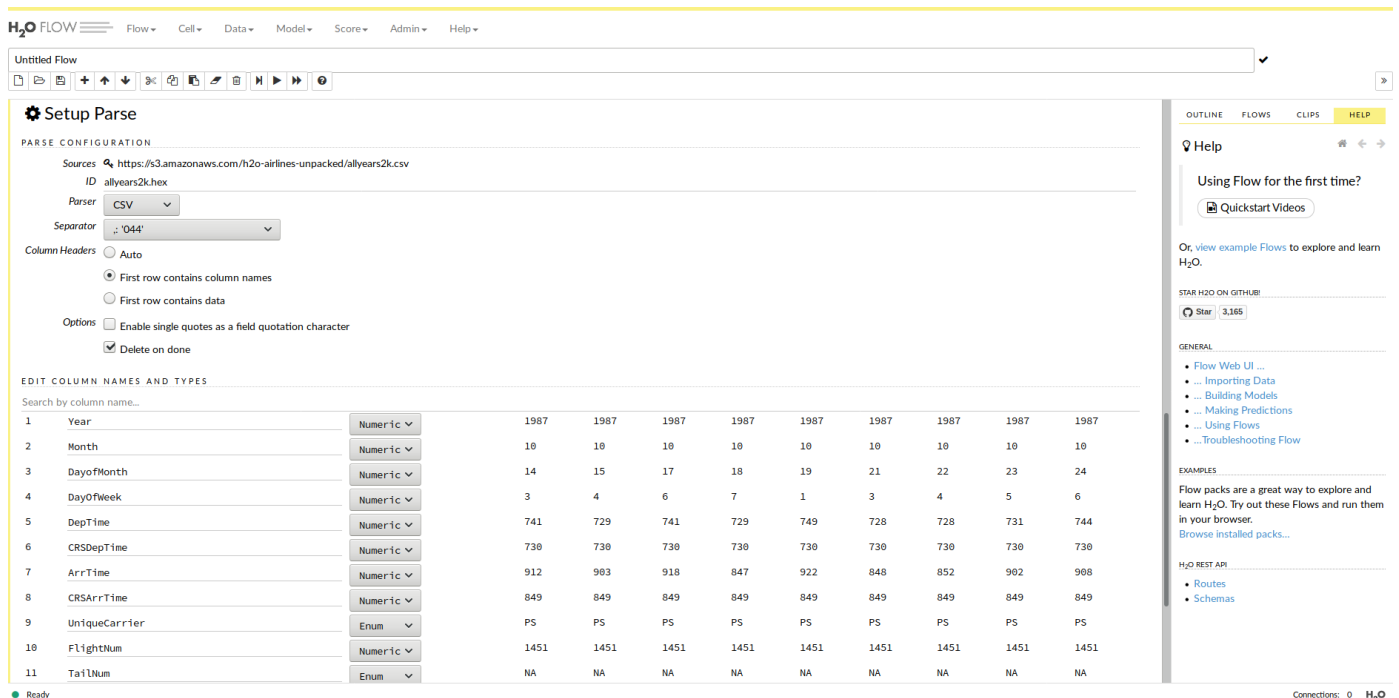 H2O FLOW Flow Cell Data Model Score Admin Help
Untitled Flow
Setup Parse
PARSE CONFIGURATION
Sources https://s3.amazonaws.com/h2o-airlines-unpacked/allyears2k.csv
ID allyears2k.hex
Parser CSV
Separator ,: '044'
Column Headers Auto
First row contains column names
First row contains data
Options Enable single quotes as a field quotation character
Delete on done
EDIT COLUMN NAMES AND TYPES
Search by column name...
1 Year Numeric 1987 1987 1987 1987 1987 1987 1987 1987 1987
2 Month Numeric 10 10 10 10 10 10 10 10 10
3 DayofMonth Numeric 14 15 17 18 19 21 22 23 24
4 DayOfWeek Numeric 3 4 6 7 1 3 4 5 6
5 DepTime Numeric 741 729 741 729 749 728 728 731 744
6 CRSDepTime Numeric 730 730 730 730 730 730 730 730 730
7 ArrTime Numeric 912 903 918 847 922 848 852 902 908
8 CRSArrTime Numeric 849 849 849 849 849 849 849 849 849
9 UniqueCarrier Enum PS PS PS PS PS PS PS PS PS
10 FlightNum Numeric 1451 1451 1451 1451 1451 1451 1451 1451 1451
11 TailNum Enum NA NA NA NA NA NA NA NA NA
OUTLINE FLOWS CLIPS HELP
Help
Using Flow for the first time?
Quickstart Videos
Or, view example Flows to explore and learn
H2O.
STAR H2O ON GITHUB!
Star 3,165
GENERAL
• Flow Web UI ...
• ... Importing Data
• ... Building Models
• ... Making Predictions
• ... Using Flows
• ...Troubleshooting Flow
EXAMPLES
Flow packs are a great way to explore and
learn H2O. Try out these Flows and run them
in your browser.
Browse installed packs...
H2O REST API
• Routes
• Schemas
Ready Connections: 0 H2O